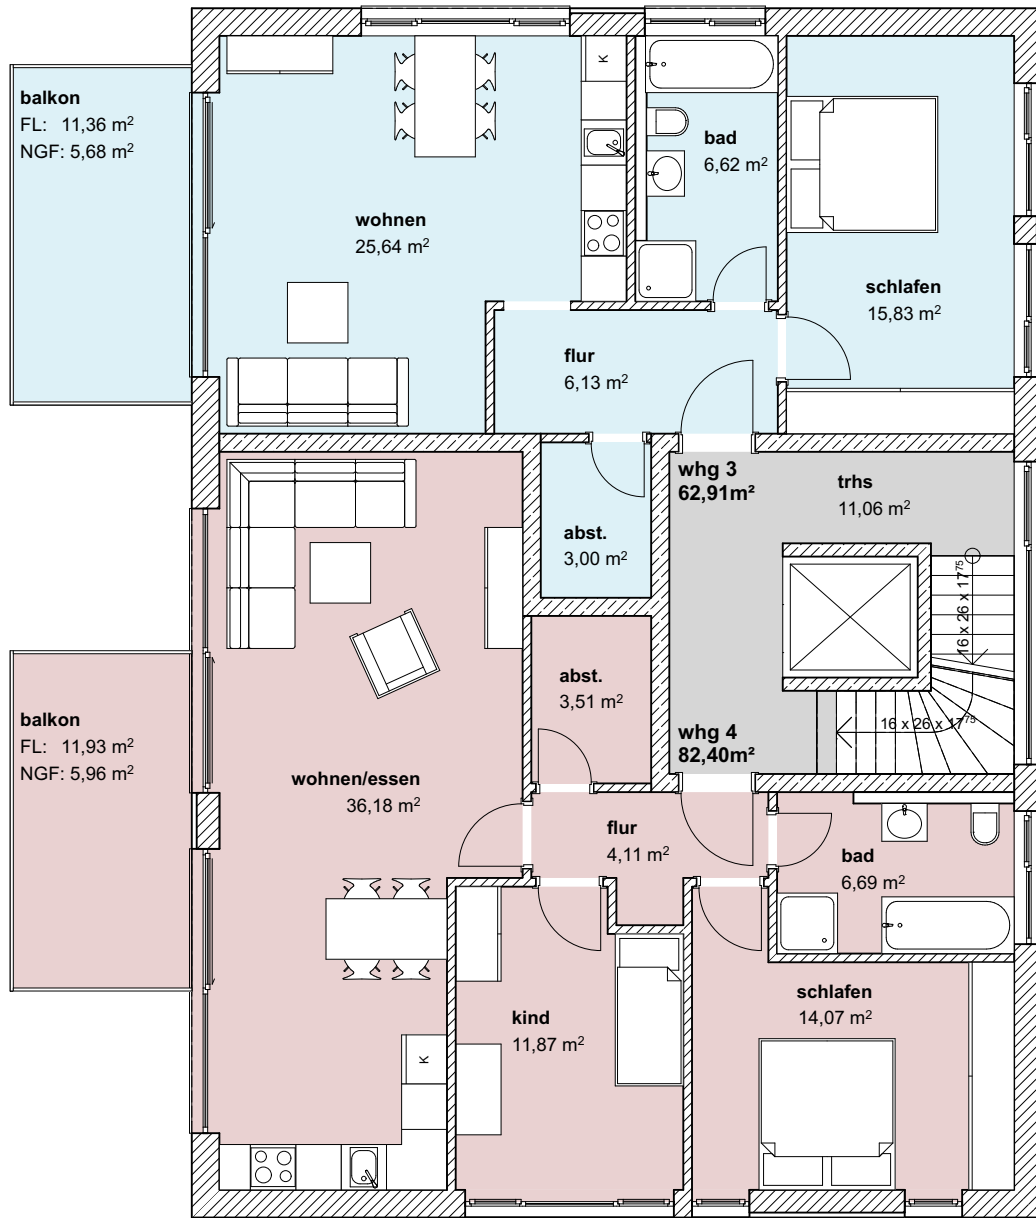 K
balkon
FL: 11,36 m²
NGF: 5,68 m²
bad
6,62 m²
wohnen
25,64 m²
schlafen
15,83 m²
flur
6,13 m²
whg 3
62,91m²
trhs
11,06 m²
abst.
3,00 m²
16 x 26 x 17⁷⁵
abst.
3,51 m²
balkon
FL: 11,93 m²
NGF: 5,96 m²
whg 4
82,40m²
16 x 26 x 17⁷⁵
wohnen/essen
36,18 m²
flur
4,11 m²
bad
6,69 m²
schlafen
14,07 m²
kind
11,87 m²
K